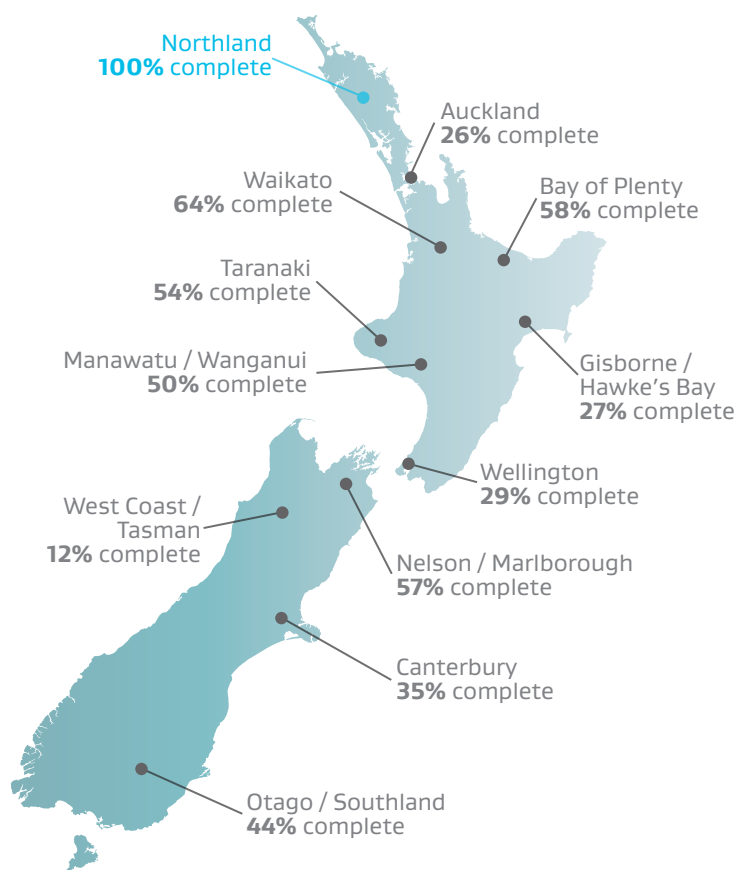 Northland
100% complete
Auckland
26% complete
Waikato
64% complete
Bay of Plenty
58% complete
Taranaki
54% complete
Manawatu / Wanganui
50% complete
Gisborne /
Hawke's Bay
27% complete
Wellington
29% complete
West Coast /
Tasman
12% complete
Nelson / Marlborough
57% complete
Canterbury
35% complete
Otago / Southland
44% complete